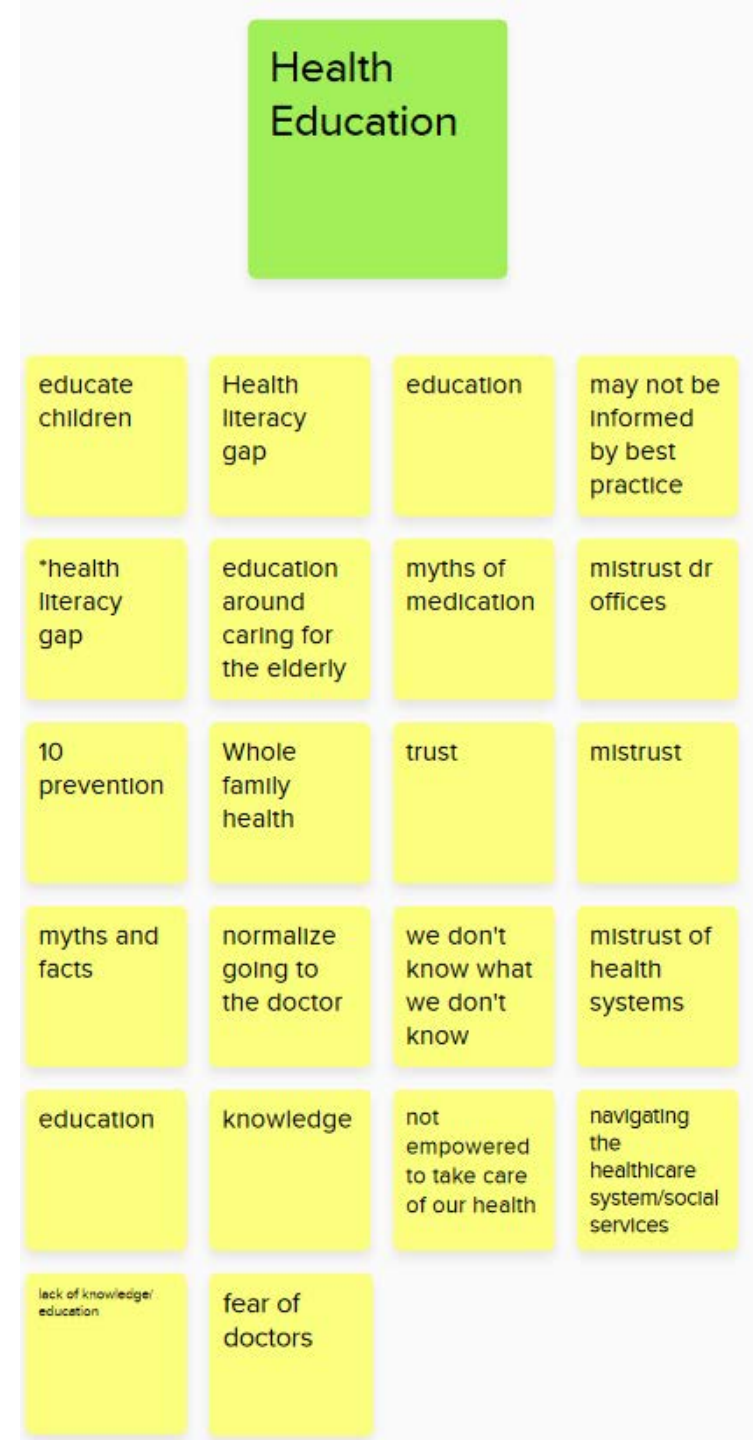 Health
Education
educate
children
Health
literacy
gap
education
may not be
informed
by best
practice
*health
literacy
gap
education
around
caring for
the elderly
myths of
medication
mistrust dr
offices
10
prevention
Whole
family
health
trust
mistrust
myths and
facts
normalize
going to
the doctor
we don't
know what
we don't
know
mistrust of
health
systems
education
knowledge
not
empowered
to take care
of our health
navigating
the
healthcare
system/social
services
lack of knowledge/
education
fear of
doctors